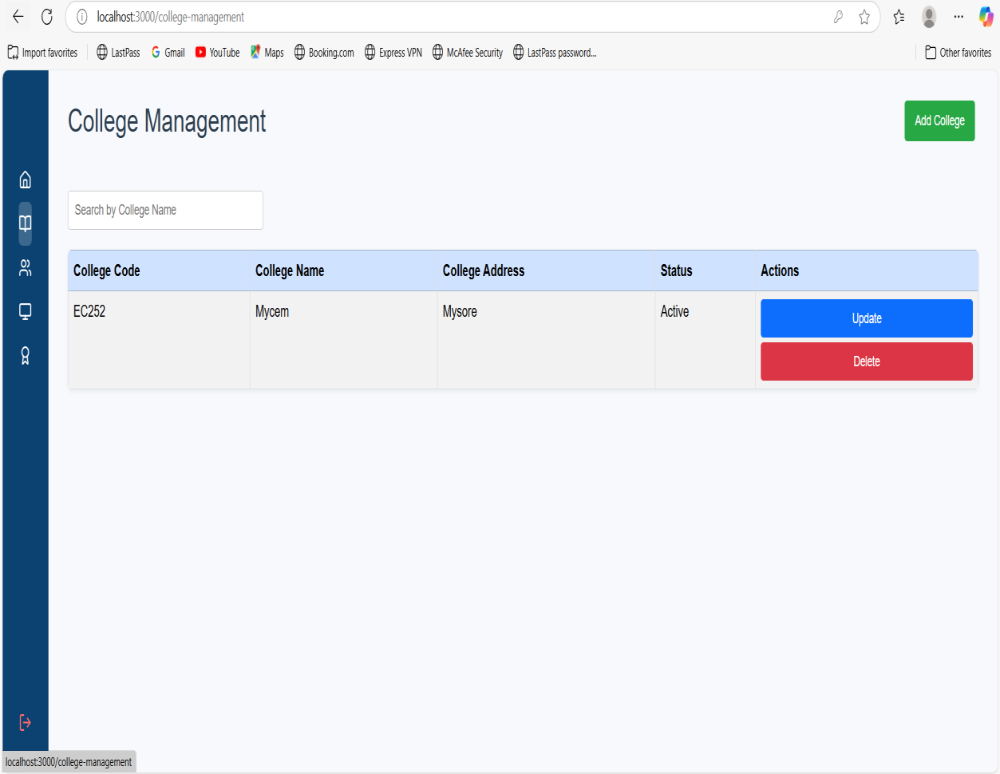 localhost:3000/college-management
Import favorites LastPass Gmail YouTube Maps Booking.com Express VPN McAfee Security LastPass password... Other favorites
College Management
Add College
Search by College Name
College Code College Name College Address Status Actions
EC252 Mycem Mysore Active Update
Delete
localhost:3000/college-management